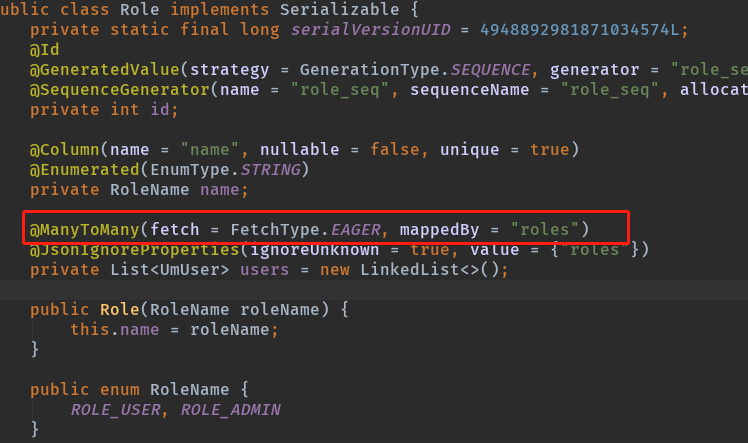 ublic class Role implements Serializable {
private static final long serialVersionUID = 4948892981871034574L;
@Id
@GeneratedValue(strategy = GenerationType.SEQUENCE, generator = "role_se
@SequenceGenerator(name = "role_seq", sequenceName = "role_seq", allocat
private int id;
@Column(name = "name", nullable = false, unique = true)
@Enumerated(EnumType.STRING)
private RoleName name;
@ManyToMany(fetch = FetchType.EAGER, mappedBy = "roles")
@JsonIgnoreProperties(ignoreUnknown = true, value = {"roles"})
private List<UmUser> users = new LinkedList<>();
public Role(RoleName roleName) {
this.name = roleName;
}
public enum RoleName {
ROLE_USER, ROLE_ADMIN
}